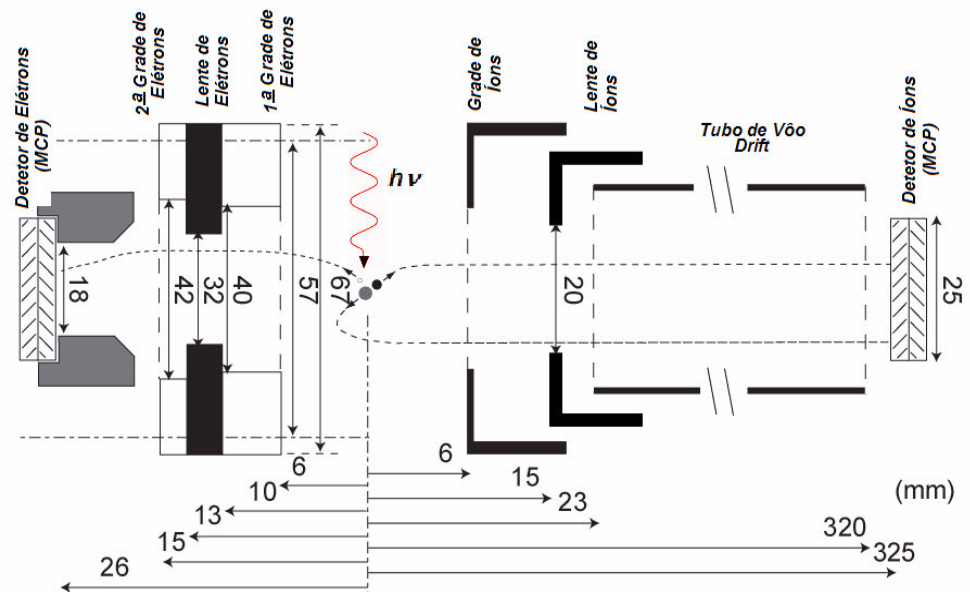 Detetor de Elétrons
(MCP)
2ª Grade de
Elétrons
Lente de
Elétrons
1ª Grade de
Elétrons
hν
Grade de
Íons
Lente de
Íons
Tubo de Vôo
Drift
Detetor de Íons
(MCP)
18
42
32
40
57
67
20
25
6
10
13
15
26
6
15
23
320
325
(mm)